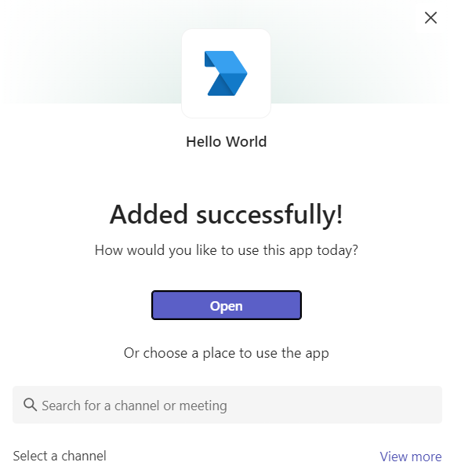 Hello World
Added successfully!
How would you like to use this app today?
Open
Or choose a place to use the app
Search for a channel or meeting
Select a channel
View more